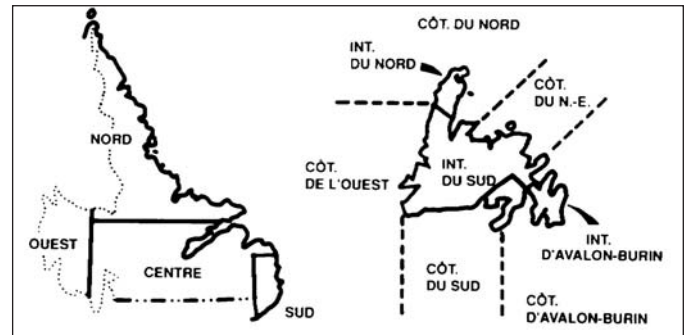 NORD
OUEST
CENTRE
SUD
CÔT. DU NORD
INT.
DU NORD
CÔT.
DU N.-E.
CÔT.
DE L'OUEST
INT.
DU SUD
INT.
D'AVALON-BURIN
CÔT.
DU SUD
CÔT.
D'AVALON-BURIN